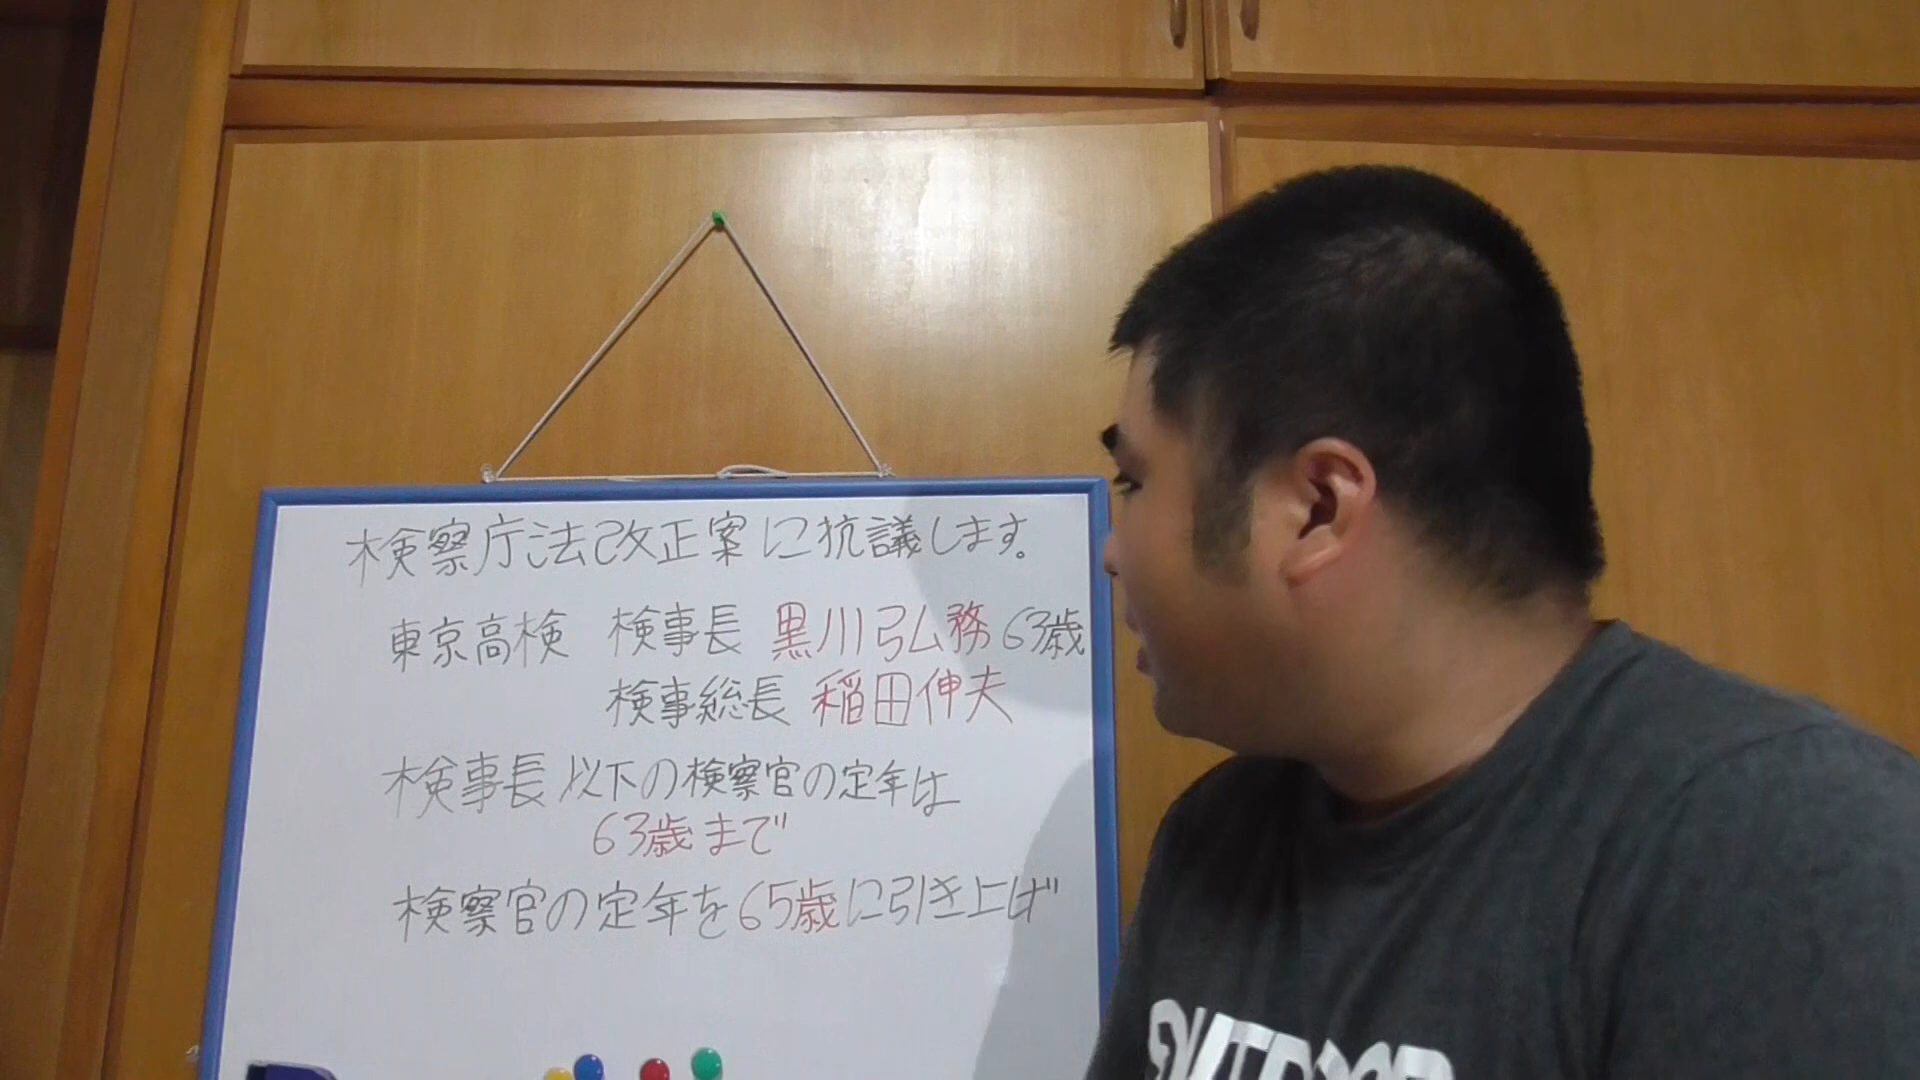 検察庁法改正案に抗議します。
東京高検 検事長 黒川弘務 63歳
検事総長 稲田伸夫
検事長以下の検察官の定年は
63歳まで
検察官の定年を65歳に引き上げ
OUTDOOR